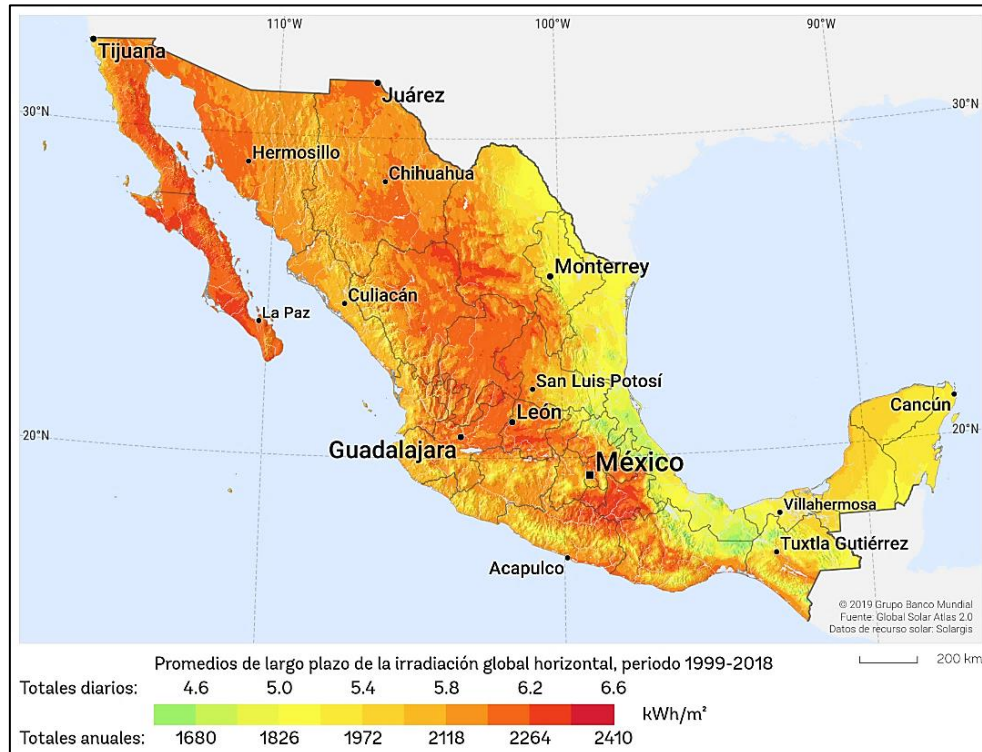 110°W 100°W 90°W
Tijuana
Juárez
30°N 30°N
Hermosillo
Chihuahua
Monterrey
Culiacán
La Paz
San Luis Potosí
León
Cancún
20°N 20°N
Guadalajara
México
Villahermosa
Tuxtla Gutiérrez
Acapulco
© 2019 Grupo Banco Mundial
Fuente: Global Solar Atlas 2.0
Datos de recurso solar: Solargis
Promedios de largo plazo de la irradiación global horizontal, periodo 1999-2018
200 km
Totales diarios: 4.6 5.0 5.4 5.8 6.2 6.6
kWh/m²
Totales anuales: 1680 1826 1972 2118 2264 2410